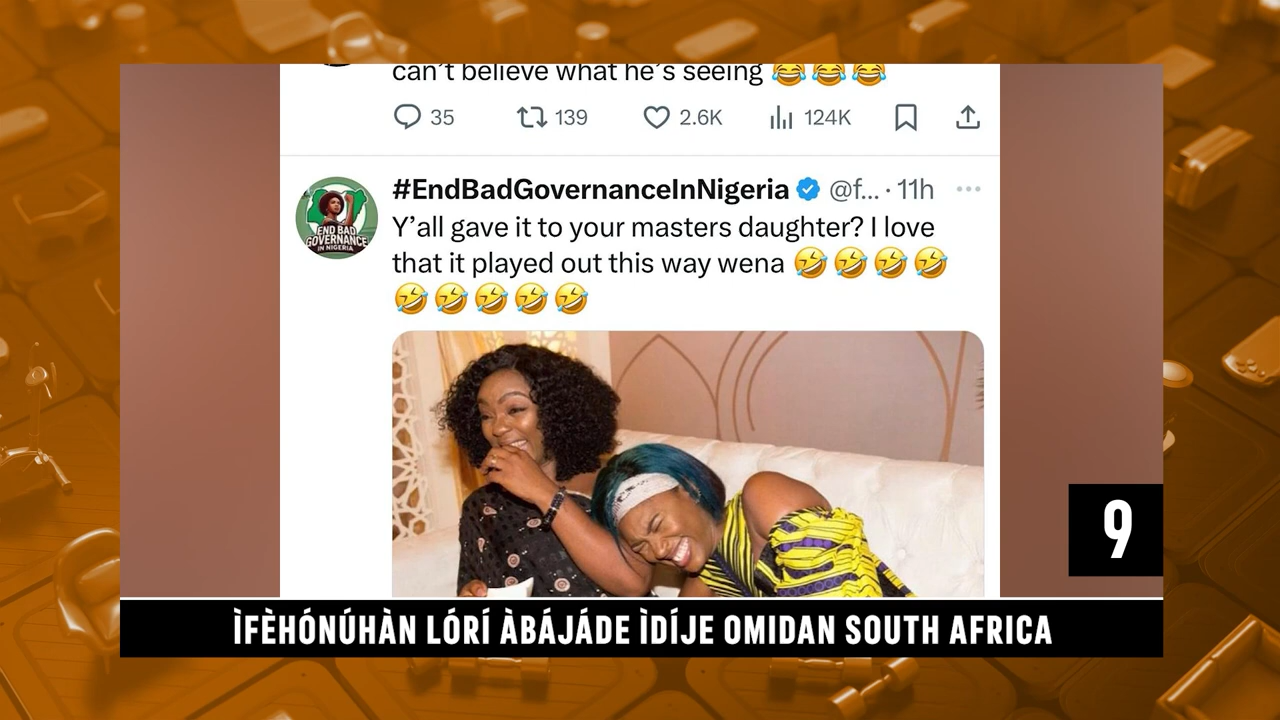 can't believe what he's seeing 😂😂😂
35 139 2.6K 124K
#EndBadGovernanceInNigeria @f... · 11h
END BAD
GOVERNANCE
IN NIGERIA
Y'all gave it to your masters daughter? I love
that it played out this way wena 🤣🤣🤣🤣
🤣🤣🤣🤣🤣
9
ÌFÈHÓNÚHÀN LÓRÍ ÀBÁJÁDE ÌDÍJE OMIDAN SOUTH AFRICA